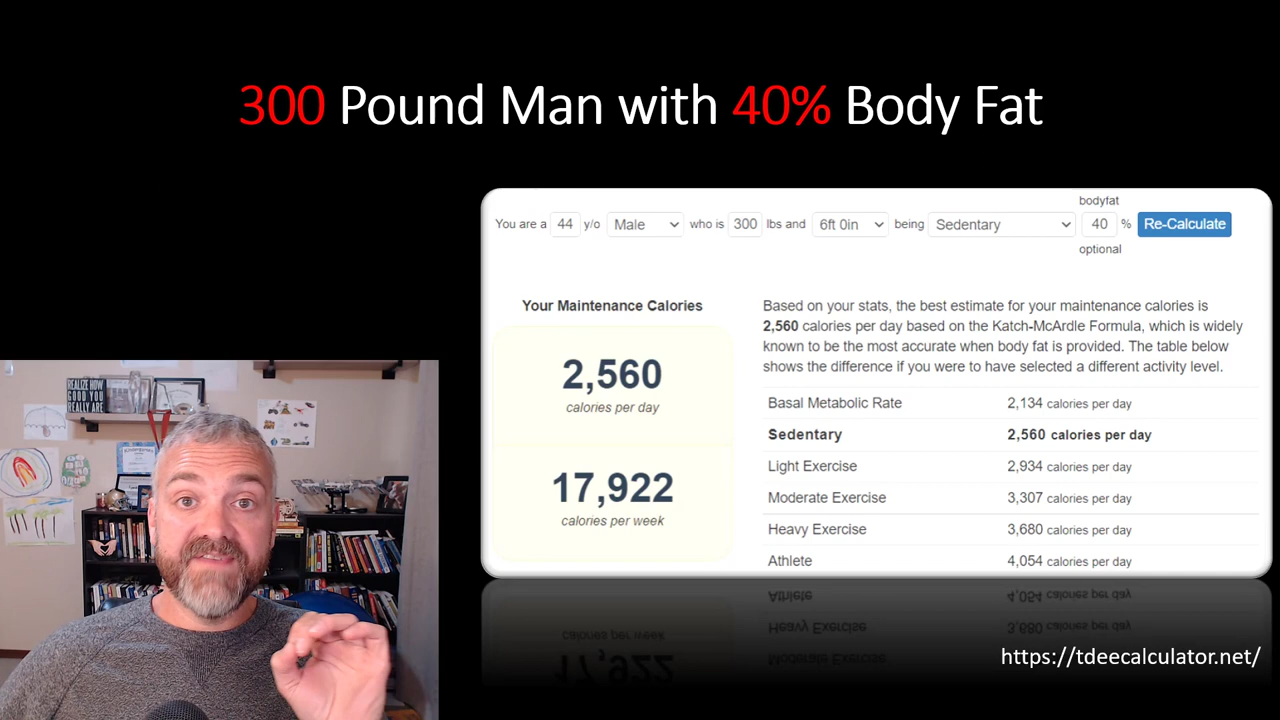 300 Pound Man with 40% Body Fat
bodyfat
You are a 44 y/o Male who is 300 lbs and 6ft 0in being Sedentary 40 % Re-Calculate
optional
Your Maintenance Calories
2,560
calories per day
17,922
calories per week
Based on your stats, the best estimate for your maintenance calories is
2,560 calories per day based on the Katch-McArdle Formula, which is widely
known to be the most accurate when body fat is provided. The table below
shows the difference if you were to have selected a different activity level.
Basal Metabolic Rate 2,134 calories per day
Sedentary 2,560 calories per day
Light Exercise 2,934 calories per day
Moderate Exercise 3,307 calories per day
Heavy Exercise 3,680 calories per day
Athlete 4,054 calories per day
https://tdeecalculator.net/
REALIZE HOW
GOOD YOU
REALLY ARE